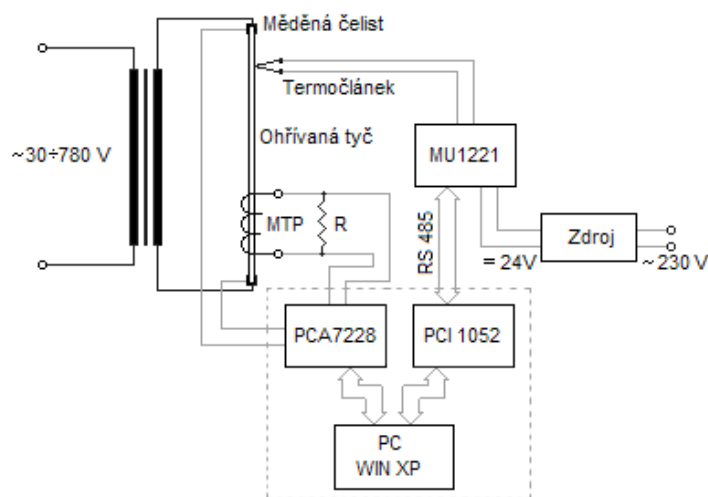 Měděná čelist
Termočlánek
~30÷780 V
Ohřívaná tyč
MU1221
MTP
R
RS 485
Zdroj
= 24V
~230 V
PCA7228
PCI 1052
PC
WIN XP